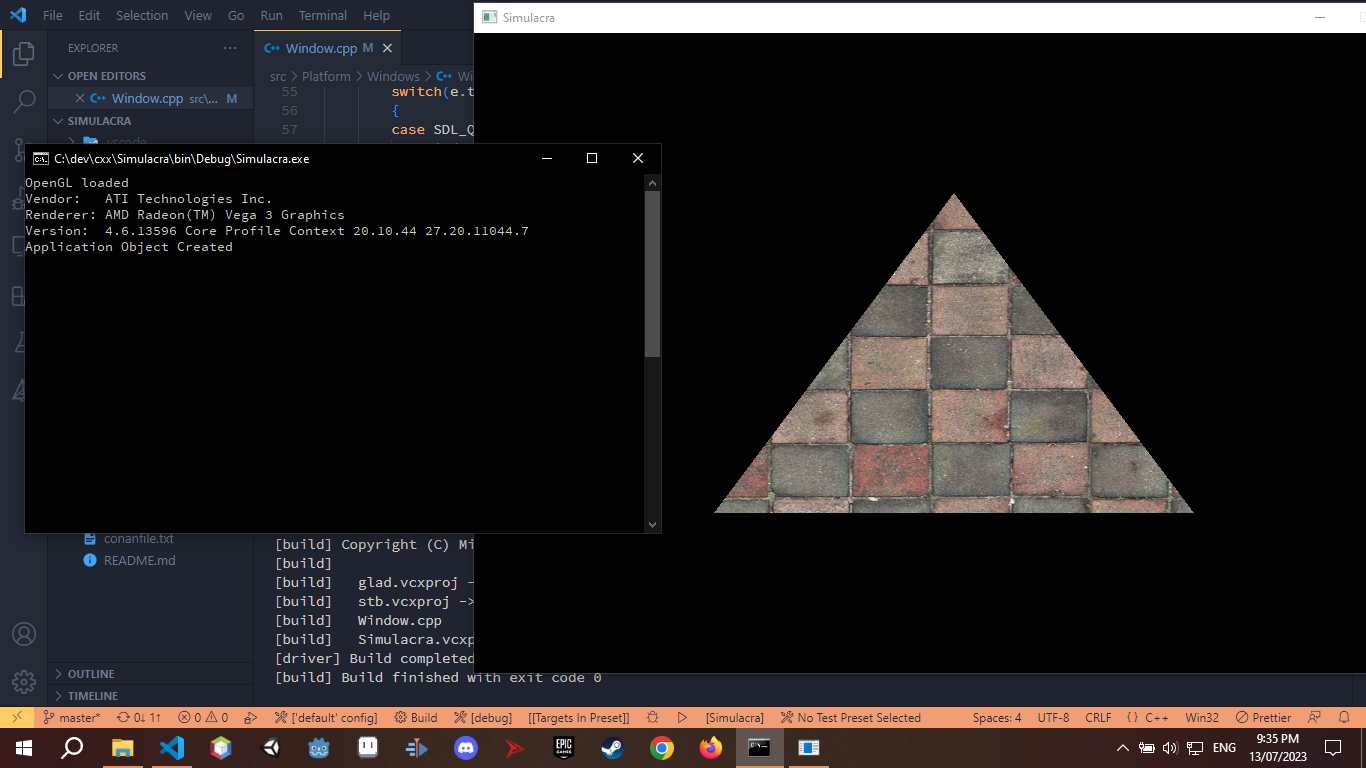 File Edit Selection View Go Run Terminal Help
Simulacra
EXPLORER
Window.cpp M
OPEN EDITORS
src > Platform > Windows >
Window.cpp src\... M
55 switch(e.t
SIMULACRA
56 {
57 case SDL_Q
.vscode
C:\dev\cxx\Simulacra\bin\Debug\Simulacra.exe
OpenGL loaded
Vendor: ATI Technologies Inc.
Renderer: AMD Radeon(TM) Vega 3 Graphics
Version: 4.6.13596 Core Profile Context 20.10.44 27.20.11044.7
Application Object Created
conanfile.txt
README.md
[build] Copyright (C) Mi
[build]
[build] glad.vcxproj -
[build] stb.vcxproj ->
[build] Window.cpp
[build] Simulacra.vcxp
[driver] Build completed
[build] Build finished with exit code 0
OUTLINE
TIMELINE
master* 0↓ 1↑ 0 0 ['default' config] Build [debug] [[Targets In Preset]] [Simulacra] No Test Preset Selected Spaces: 4 UTF-8 CRLF {} C++ Win32 Prettier
EPIC GAMES
ENG
9:35 PM
13/07/2023